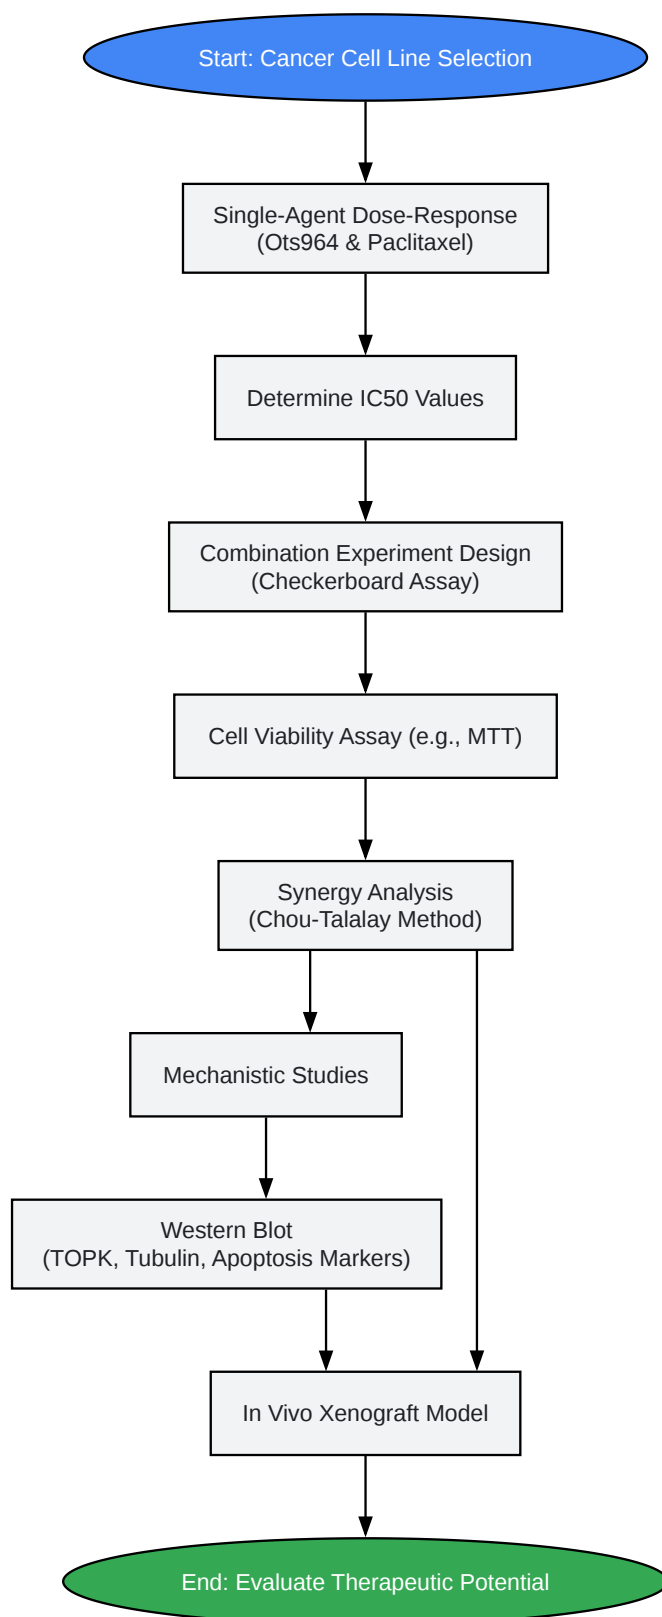 Start: Cancer Cell Line Selection
Single-Agent Dose-Response
(Ots964 & Paclitaxel)
Determine IC50 Values
Combination Experiment Design
(Checkerboard Assay)
Cell Viability Assay (e.g., MTT)
Synergy Analysis
(Chou-Talalay Method)
Mechanistic Studies
Western Blot
(TOPK, Tubulin, Apoptosis Markers)
In Vivo Xenograft Model
End: Evaluate Therapeutic Potential